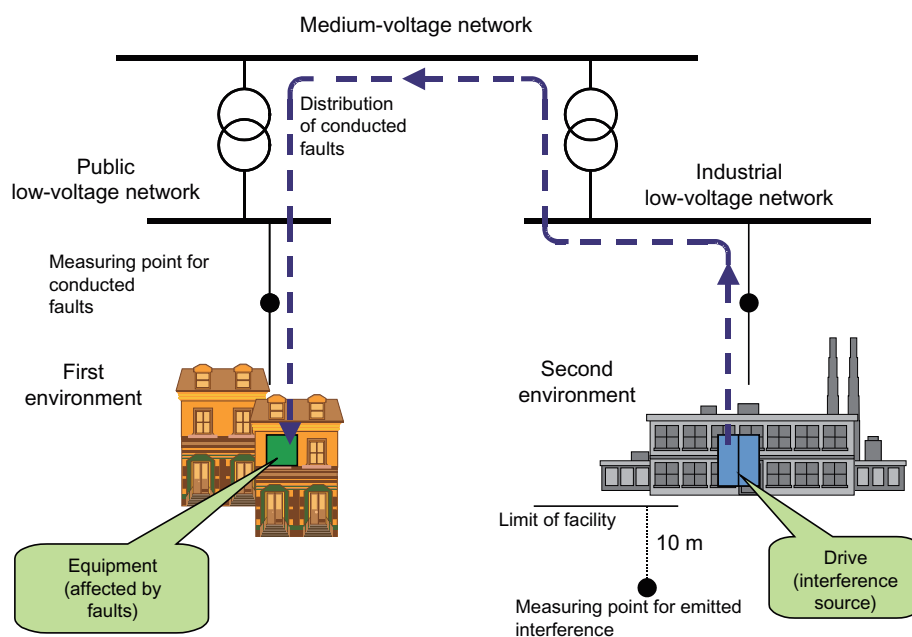 Medium-voltage network
Distribution
of conducted
faults
Public
low-voltage network
Industrial
low-voltage network
Measuring point for
conducted
faults
First
environment
Second
environment
Limit of facility
10 m
Equipment
(affected by
faults)
Drive
(interference
source)
Measuring point for emitted
interference